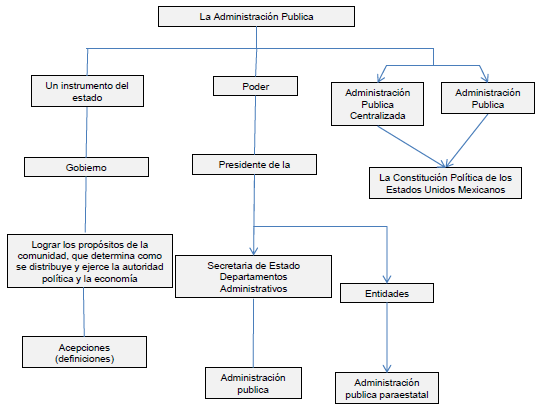 La Administración Publica
Un instrumento del
estado
Poder
Administración
Publica
Centralizada
Administración
Publica
Gobierno
Presidente de la
La Constitución Política de los
Estados Unidos Mexicanos
Lograr los propósitos de la
comunidad, que determina como
se distribuye y ejerce la autoridad
política y la economía
Secretaria de Estado
Departamentos
Administrativos
Entidades
Acepciones
(definiciones)
Administración
publica
Administración
publica paraestatal